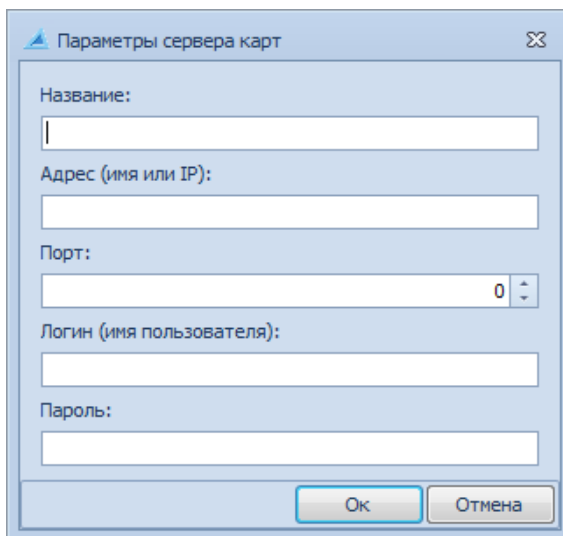 Параметры сервера карт
Название:
Адрес (имя или IP):
Порт:
0
Логин (имя пользователя):
Пароль:
Ок Отмена